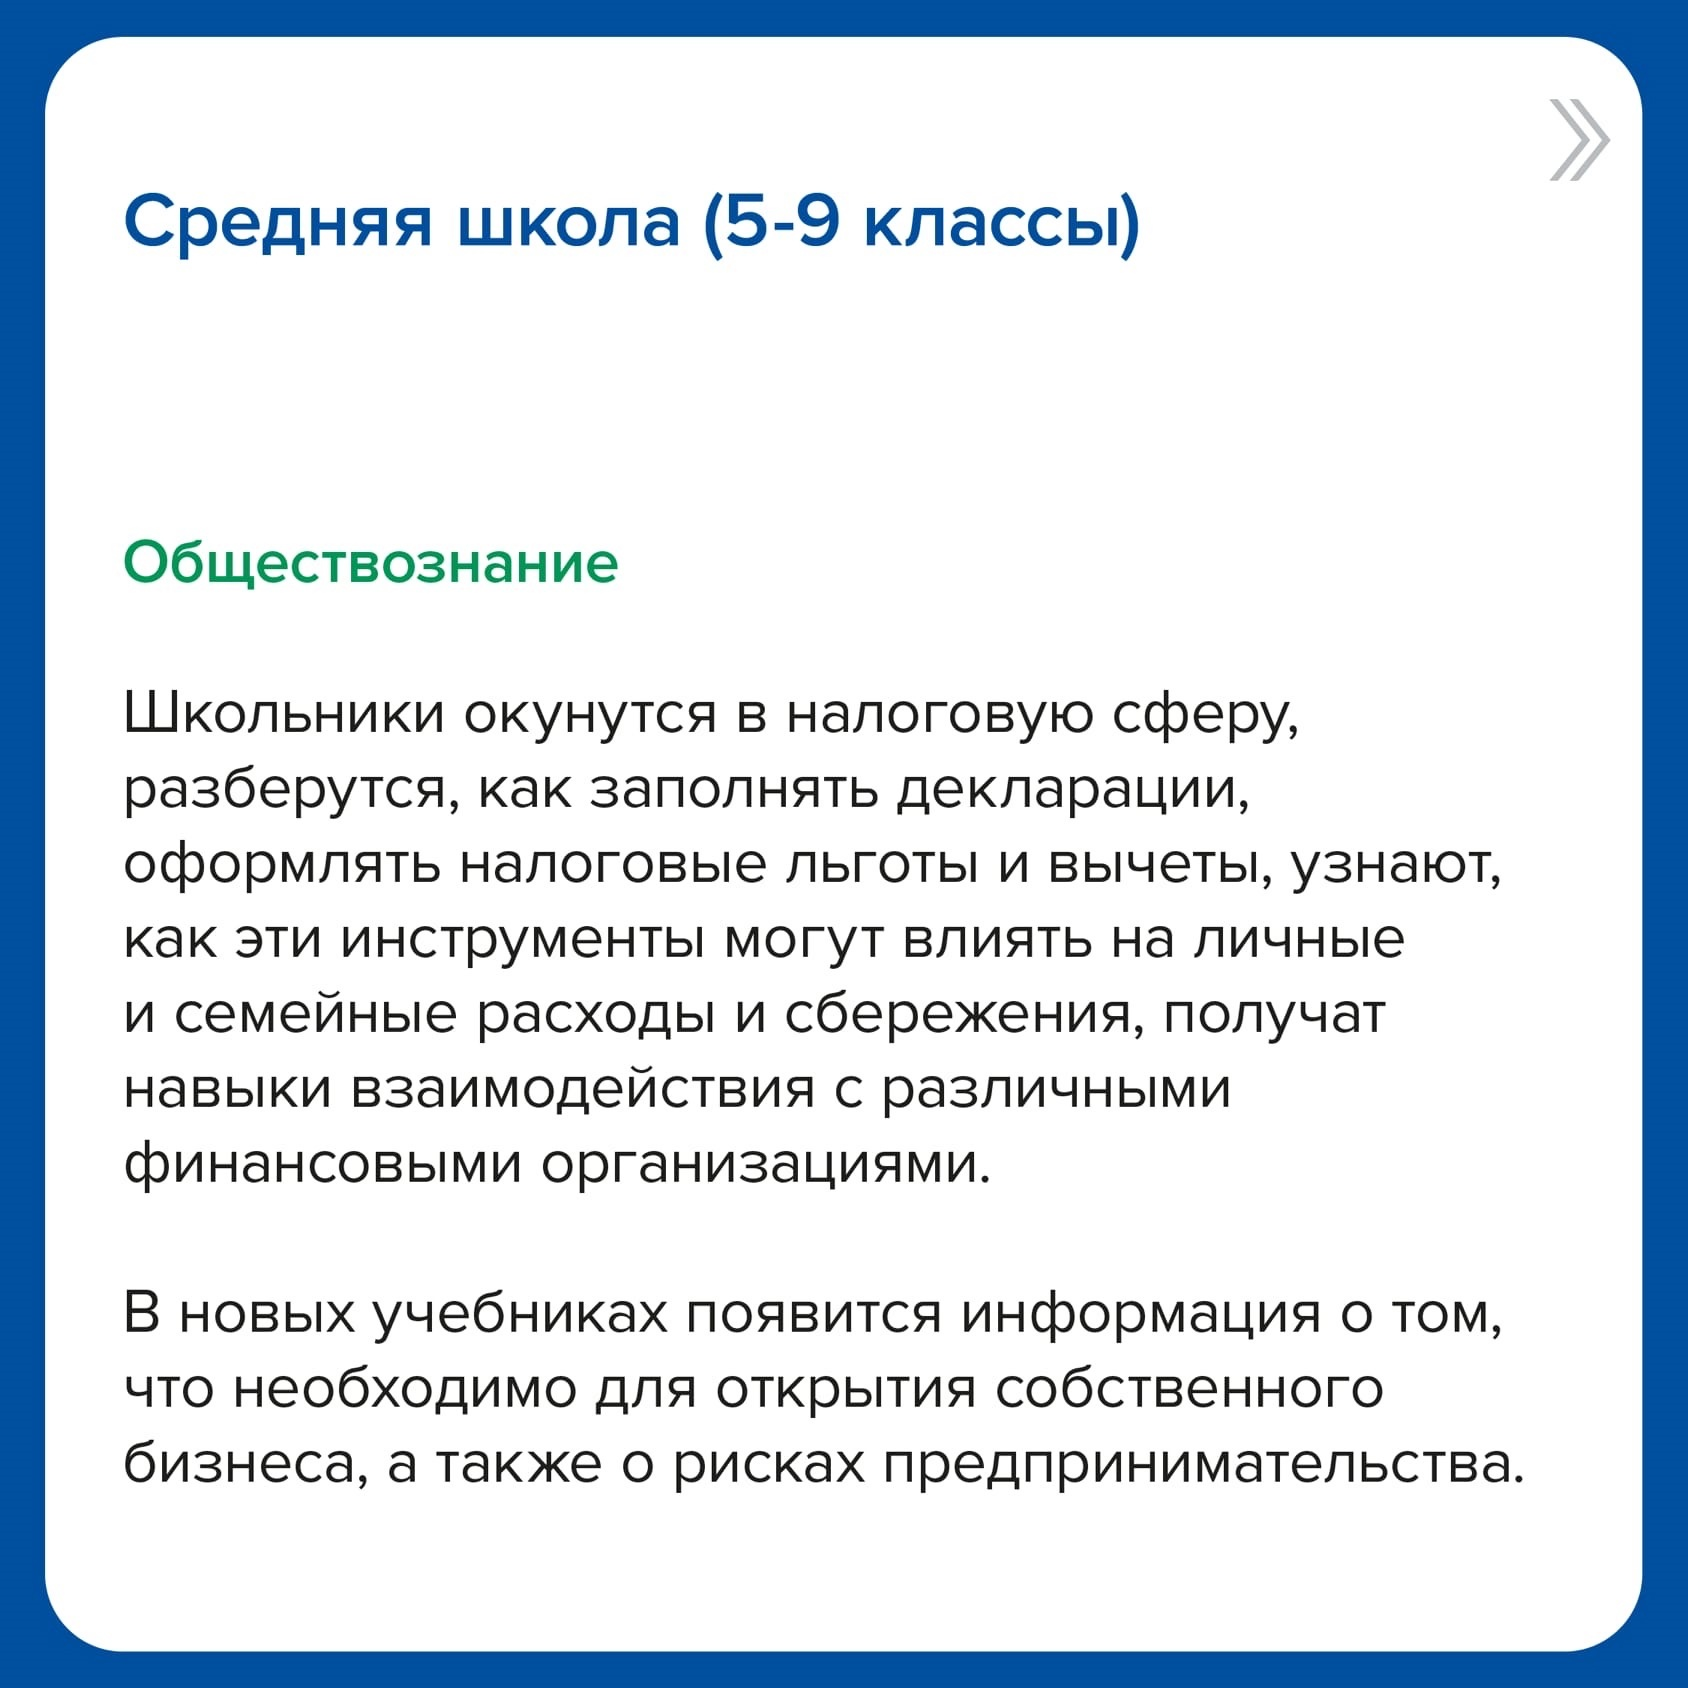 Средняя школа (5-9 классы)
Обществознание
Школьники окунутся в налоговую сферу,
разберутся, как заполнять декларации,
оформлять налоговые льготы и вычеты, узнают,
как эти инструменты могут влиять на личные
и семейные расходы и сбережения, получат
навыки взаимодействия с различными
финансовыми организациями.
В новых учебниках появится информация о том,
что необходимо для открытия собственного
бизнеса, а также о рисках предпринимательства.